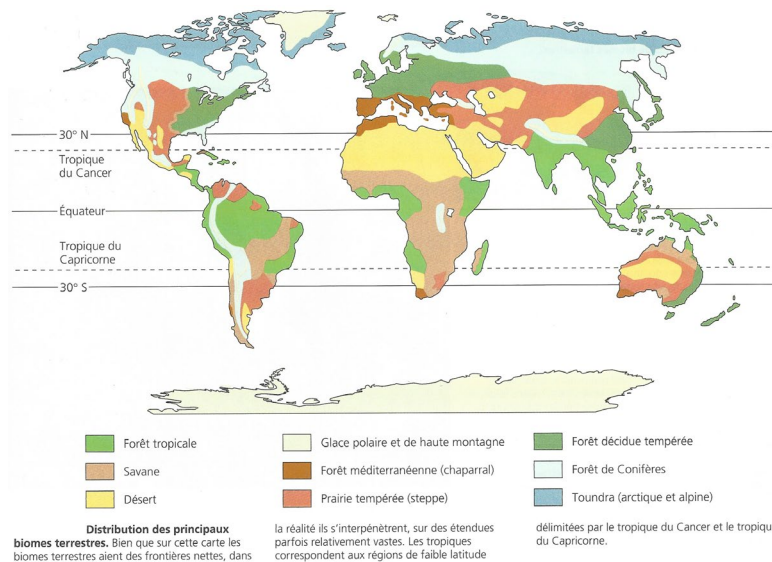 30° N
Tropique
du Cancer
Équateur
Tropique du
Capricorne
30° S
Forêt tropicale
Savane
Désert
Glace polaire et de haute montagne
Forêt méditerranéenne (chaparral)
Prairie tempérée (steppe)
Forêt décidue tempérée
Forêt de Conifères
Toundra (arctique et alpine)
Distribution des principaux
biomes terrestres. Bien que sur cette carte les
biomes terrestres aient des frontières nettes, dans
la réalité ils s'interpénètrent, sur des étendues
parfois relativement vastes. Les tropiques
correspondent aux régions de faible latitude
délimitées par le tropique du Cancer et le tropiq
du Capricorne.